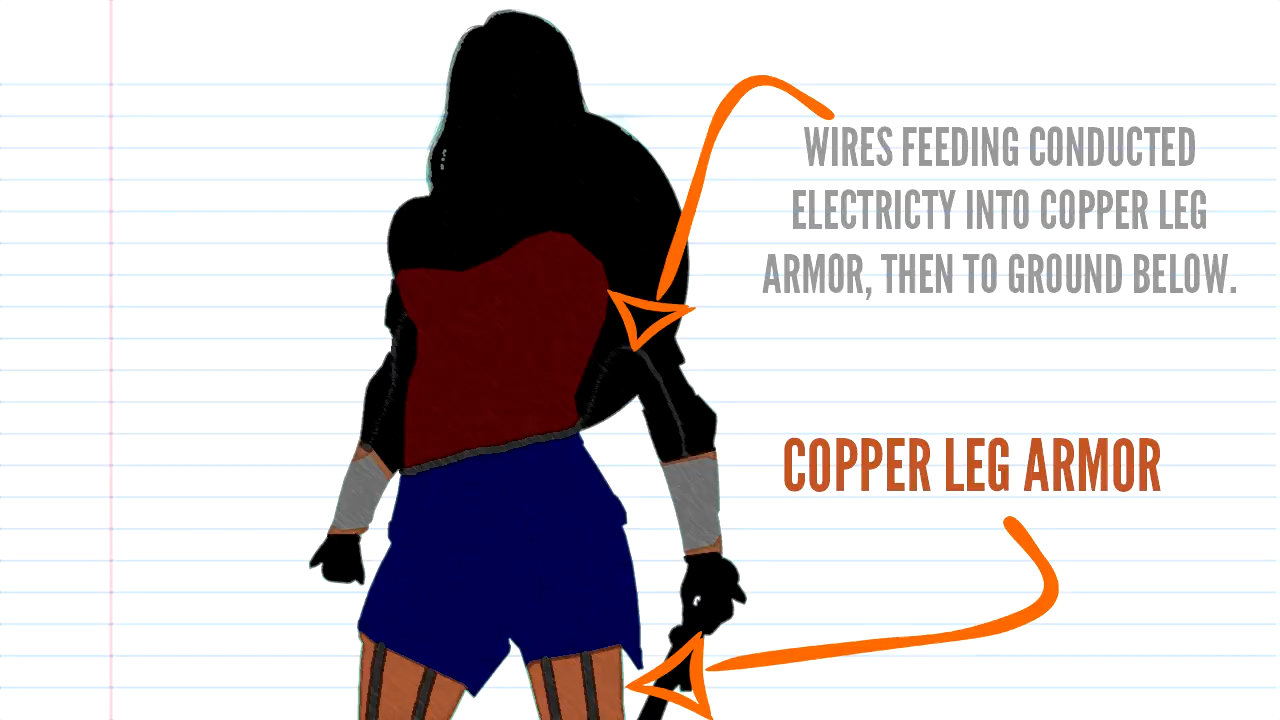 WIRES FEEDING CONDUCTED
ELECTRICTY INTO COPPER LEG
ARMOR, THEN TO GROUND BELOW.
COPPER LEG ARMOR